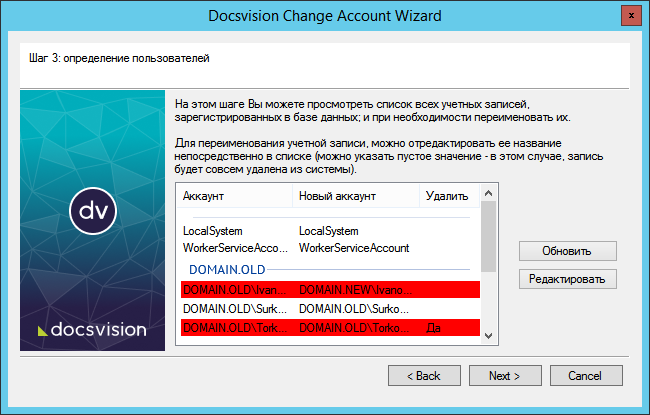 Docsvision Change Account Wizard
x
Шаг 3: определение пользователей
На этом шаге Вы можете просмотреть список всех учетных записей,
зарегистрированных в базе данных; и при необходимости переименовать их.
Для переименования учетной записи, можно отредактировать ее название
непосредственно в списке (можно указать пустое значение - в этом случае, запись
будет совсем удалена из системы).
Аккаунт Новый аккаунт Удалить
LocalSystem LocalSystem
WorkerServiceAcco... WorkerServiceAccount
DOMAIN.OLD
DOMAIN.OLD\Ivano... DOMAIN.NEW\Ivano...
DOMAIN.OLD\Surko... DOMAIN.OLD\Surko...
DOMAIN.OLD\Torko... DOMAIN.OLD\Torko... Да
Обновить
Редактировать
dv
docsvision
< Back Next > Cancel